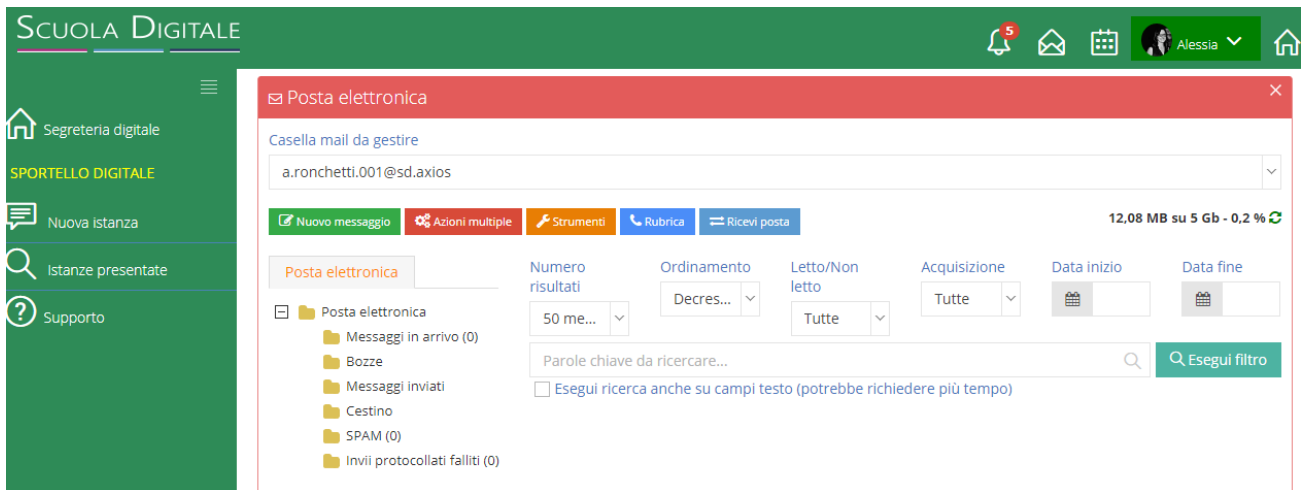 SCUOLA DIGITALE
5
Alessia
Segreteria digitale
SPORTELLO DIGITALE
Nuova istanza
Istanze presentate
Supporto
Posta elettronica
Casella mail da gestire
a.ronchetti.001@sd.axios
Nuovo messaggio Azioni multiple Strumenti Rubrica Ricevi posta 12,08 MB su 5 Gb - 0,2 %
Posta elettronica
Posta elettronica
Messaggi in arrivo (0)
Bozze
Messaggi inviati
Cestino
SPAM (0)
Invii protocollati falliti (0)
Numero risultati
50 me...
Ordinamento
Decres...
Letto/Non letto
Tutte
Acquisizione
Tutte
Data inizio
Data fine
Parole chiave da ricercare...
Esegui filtro
Esegui ricerca anche su campi testo (potrebbe richiedere più tempo)